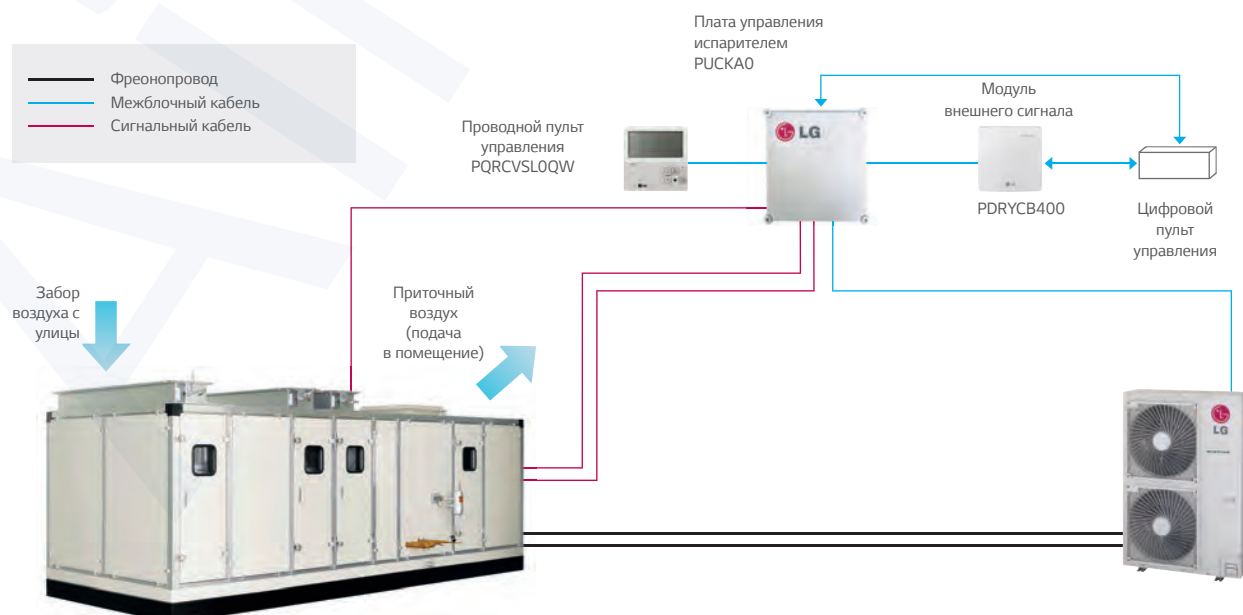 Плата управления
испарителем
PUCKA0
Фреонопровод
Межблочный кабель
Сигнальный кабель
Модуль
внешнего сигнала
Проводной пульт
управления
PQRCVSL0QW
LG
PDRYCB400
Цифровой
пульт
управления
Забор
воздуха с
улицы
Приточный
воздух
(подача
в помещение)
LG